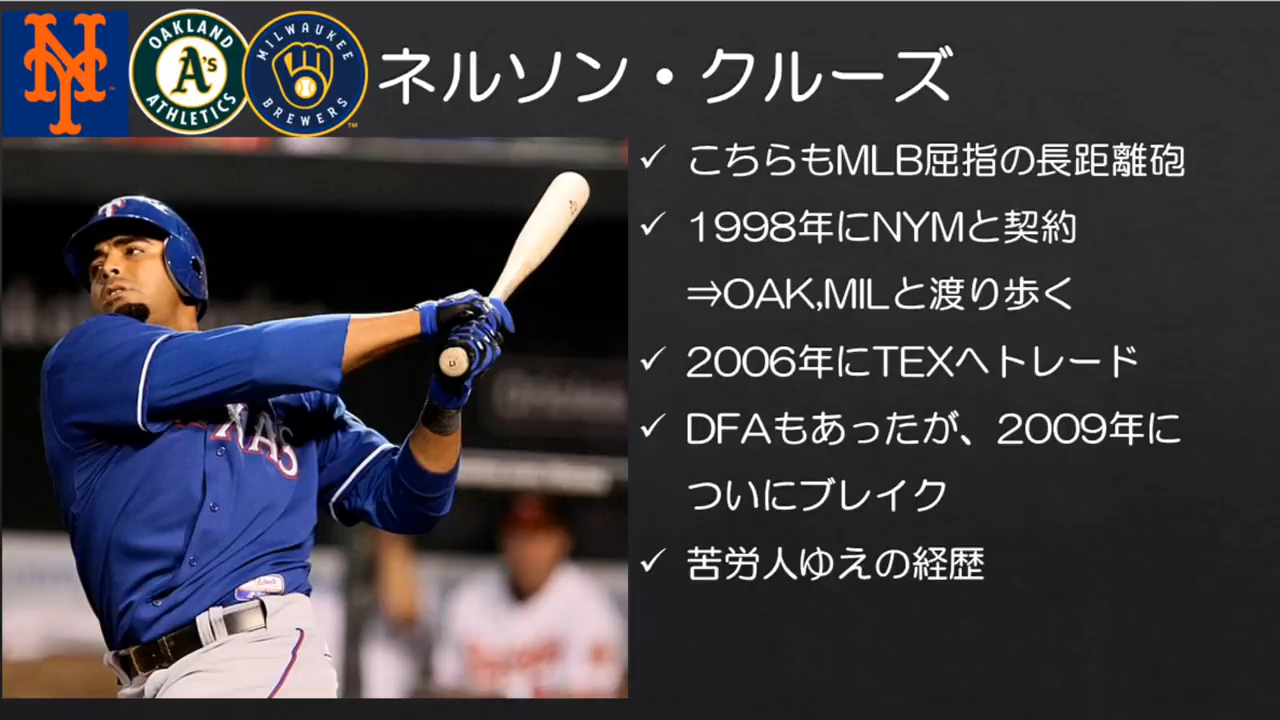 NY
OAKLAND
A's
ATHLETICS
MILWAUKEE
BREWERS
TM
ネルソン・クルーズ
✓ こちらもMLB屈指の長距離砲
✓ 1998年にNYMと契約
⇒OAK,MILと渡り歩く
✓ 2006年にTEXへトレード
✓ DFAもあったが、2009年に
ついにブレイク
✓ 苦労人ゆえの経歴
T
XAS